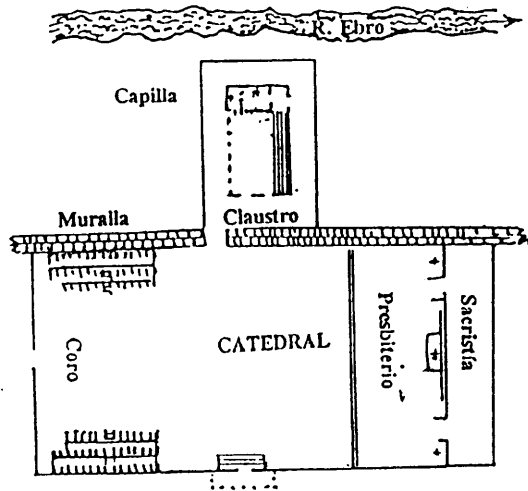 R. Ebro
Capilla
Muralla
Claustro
Coro
CATEDRAL
Presbiterio
Sacristía